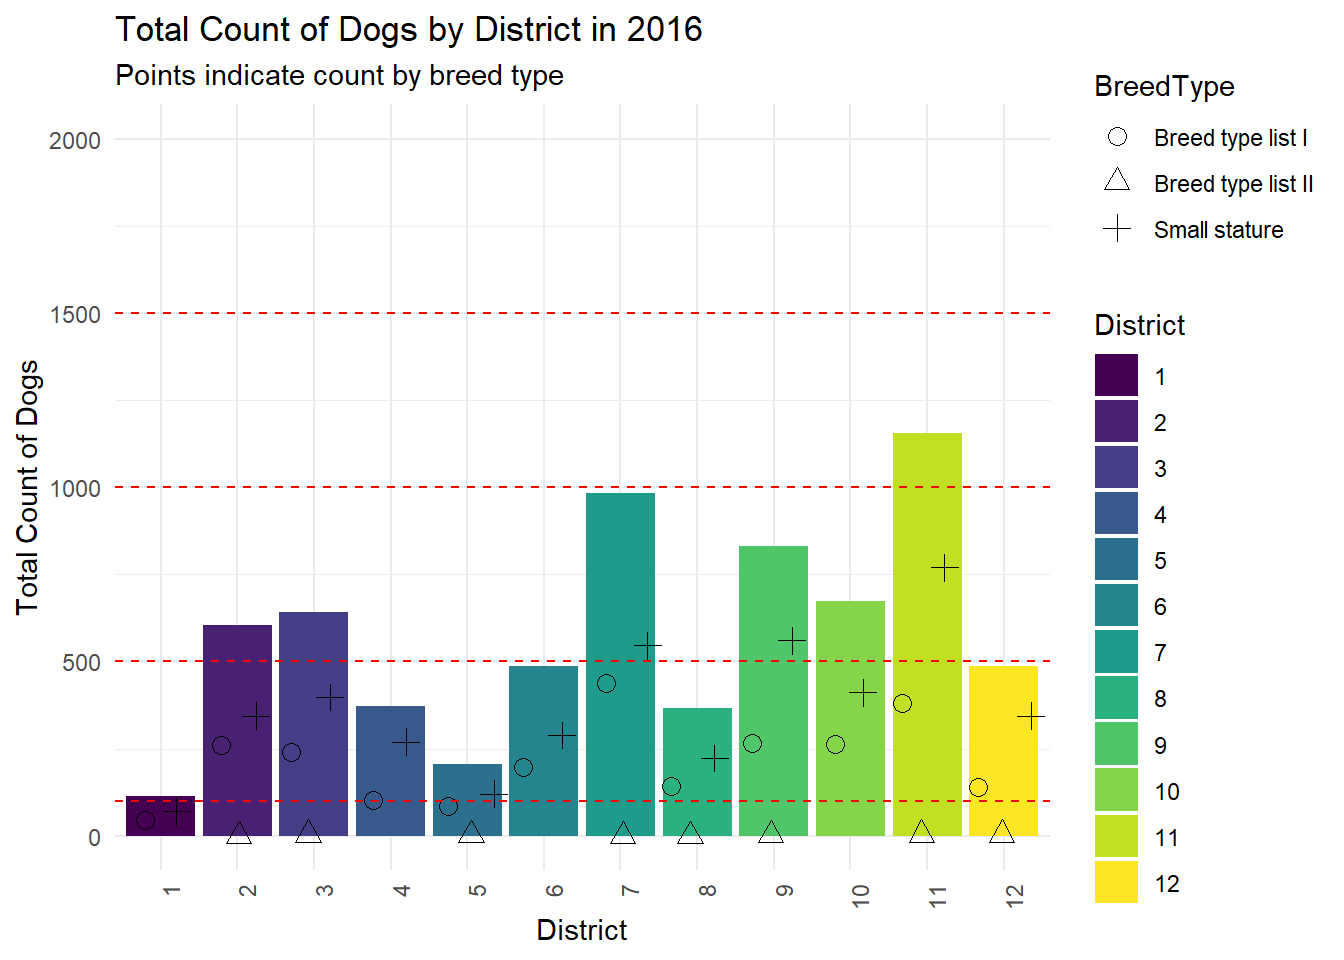 Total Count of Dogs by District in 2016
Points indicate count by breed type
2000
1500
1000
500
0
Total Count of Dogs
1 2 3 4 5 6 7 8 9 10 11 12
District
BreedType
Breed type list I
Breed type list II
Small stature
District
1
2
3
4
5
6
7
8
9
10
11
12